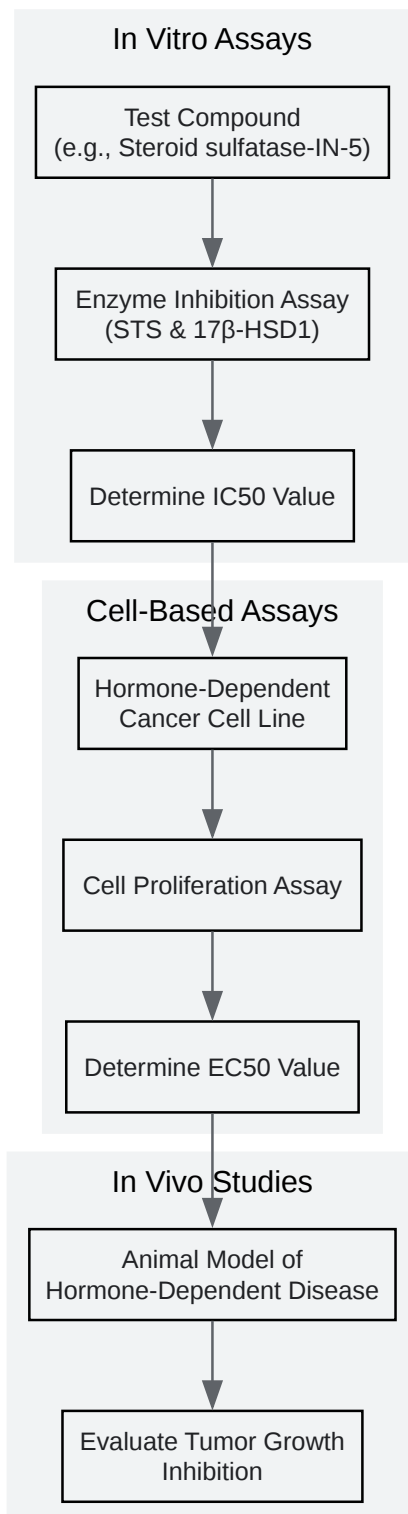 In Vitro Assays
Test Compound
(e.g., Steroid sulfatase-IN-5)
Enzyme Inhibition Assay
(STS & 17β-HSD1)
Determine IC50 Value
Cell-Based Assays
Hormone-Dependent
Cancer Cell Line
Cell Proliferation Assay
Determine EC50 Value
In Vivo Studies
Animal Model of
Hormone-Dependent Disease
Evaluate Tumor Growth
Inhibition